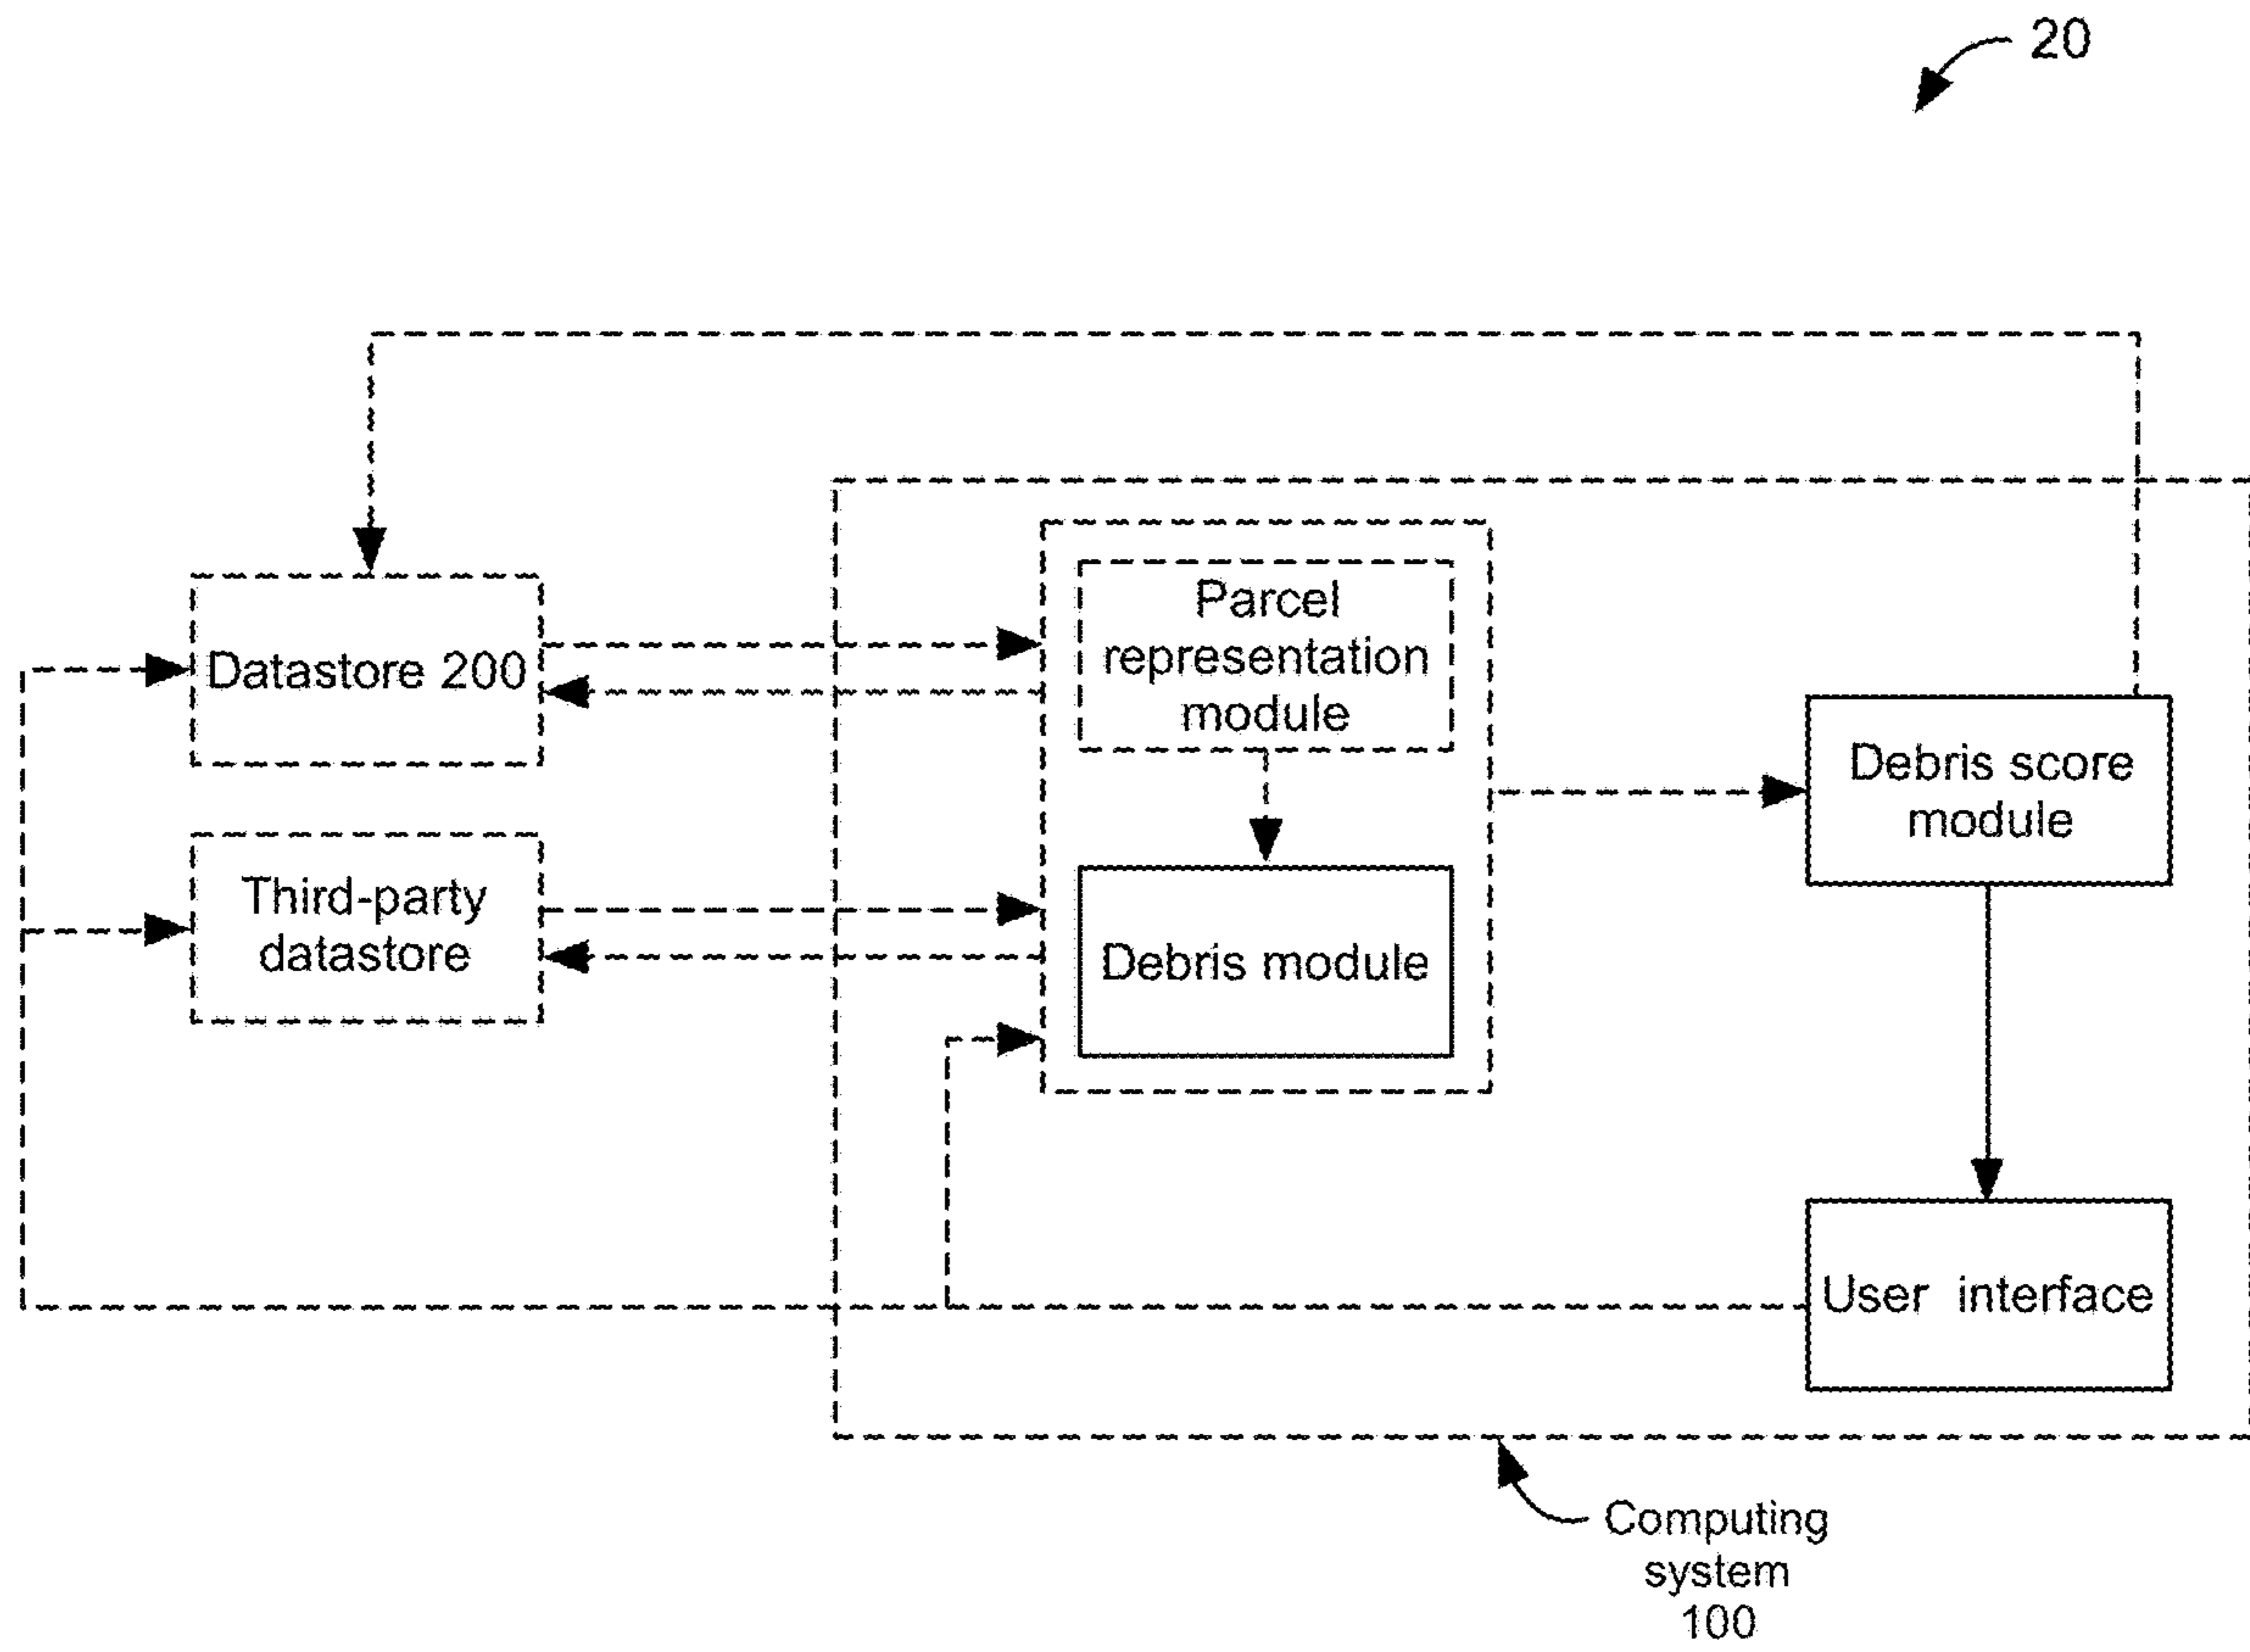 20
Parcel
representation
module
Datastore 200
Debris score
module
Third-party
datastore
Debris module
User interface
Computing
system
100